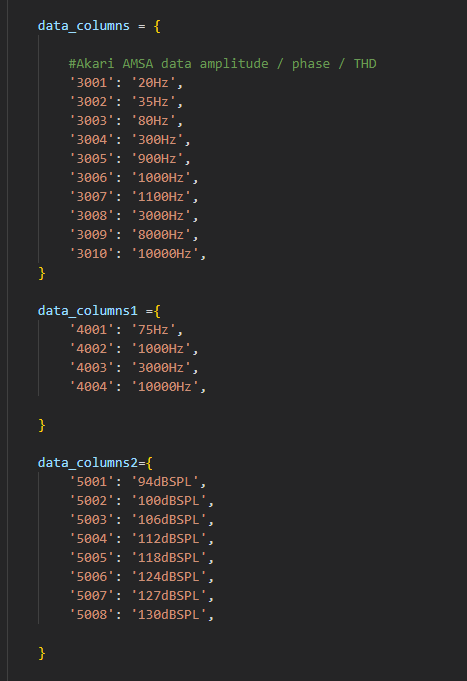 data_columns = {
#Akari AMSA data amplitude / phase / THD
'3001': '20Hz',
'3002': '35Hz',
'3003': '80Hz',
'3004': '300Hz',
'3005': '900Hz',
'3006': '1000Hz',
'3007': '1100Hz',
'3008': '3000Hz',
'3009': '8000Hz',
'3010': '10000Hz',
}
data_columns1 ={
'4001': '75Hz',
'4002': '1000Hz',
'4003': '3000Hz',
'4004': '10000Hz',
}
data_columns2={
'5001': '94dBSPL',
'5002': '100dBSPL',
'5003': '106dBSPL',
'5004': '112dBSPL',
'5005': '118dBSPL',
'5006': '124dBSPL',
'5007': '127dBSPL',
'5008': '130dBSPL',
}